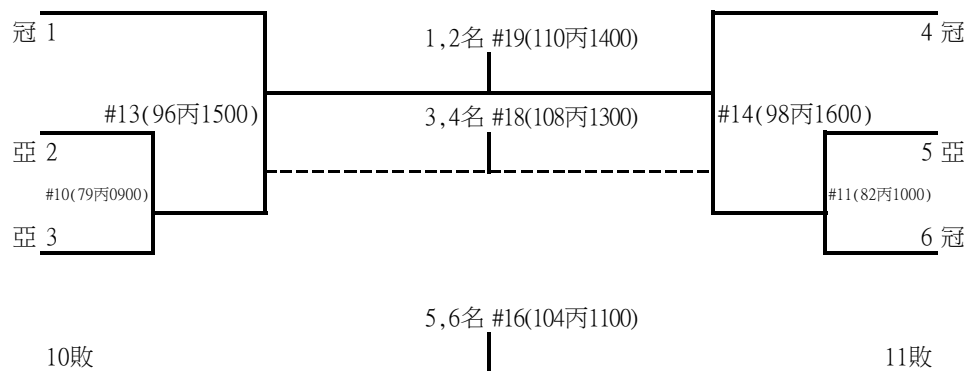 冠 1
4 冠
1,2名 #19(110丙1400)
#13(96丙1500)
3,4名 #18(108丙1300)
#14(98丙1600)
亞 2
5 亞
#10(79丙0900)
#11(82丙1000)
亞 3
6 冠
5,6名 #16(104丙1100)
10敗
11敗